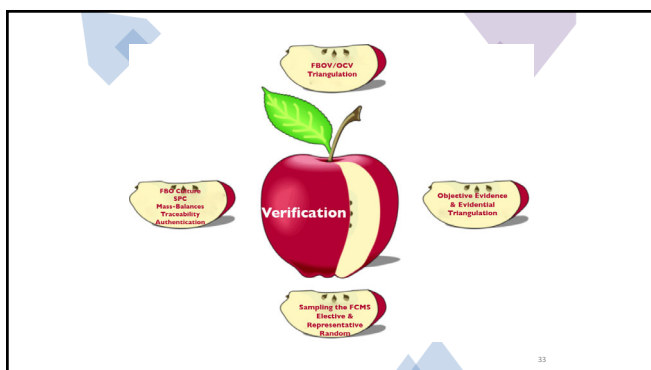 FBOV/OCV
Triangulation
FBO Culture
SPC
Mass-Balances
Traceability
Authentication
Verification
Objective Evidence
& Evidential
Triangulation
Sampling the FCMS
Elective &
Representative
Random
33